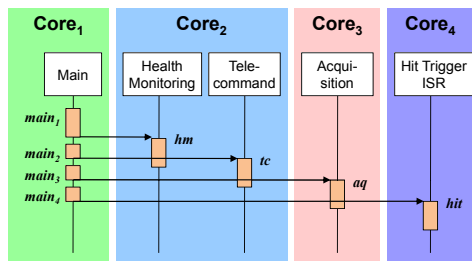 Core1 Core2 Core3 Core4
Main Health Monitoring Tele-command Acqui-sition Hit Trigger ISR
main1
hm
main2
tc
main3
aq
main4
hit